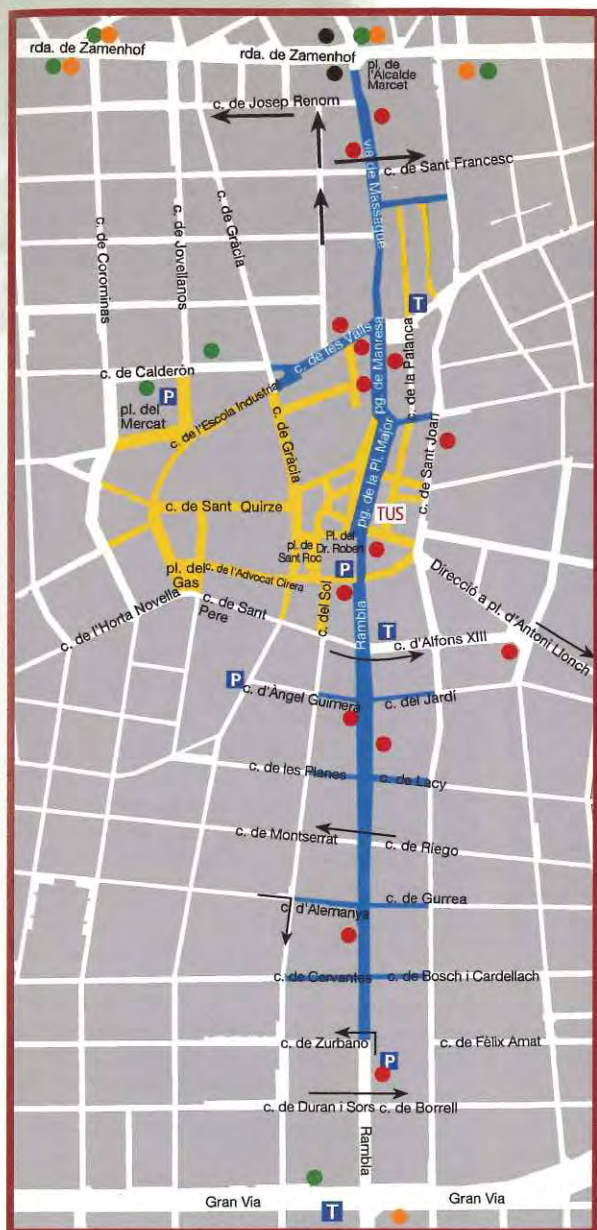 rda. de Zamenhof
rda. de Zamenhof
pl. de
l'Alcalde
Marcet
c. de Josep Renom
c. de Sant Francesc
via de Massagué
c. de Gràcia
c. de Jovellanos
c. de Corominas
T
c. de les Valls
pg. de Manresa
c. de la Palanca
c. de Calderón
P
pl. del
Mercat
c. de l'Escola Industrial
c. de Gràcia
pg. de la Pl. Major
c. de Sant Joan
c. de Sant Quirze
TUS
pl. de
Sant Roc
Pl. del
Dr. Robert
P
pl. del
Gas
c. de l'Advocat Cirera
c. del Sol
Rambla
Direcció a pl. d'Antoni Llonch
c. de l'Horta Novella
c. de Sant
Pere
T
c. d'Alfons XIII
P
c. d'Àngel Guimerà
c. del Jardí
c. de les Planes
c. de Lacy
c. de Montserrat
c. de Riego
c. d'Alemanya
c. de Gurrea
c. de Cervantes
c. de Bosch i Cardellach
c. de Zurbano
P
c. de Fèlix Amat
c. de Duran i Sors
c. de Borrell
Rambla
Gran Via
T
Gran Via